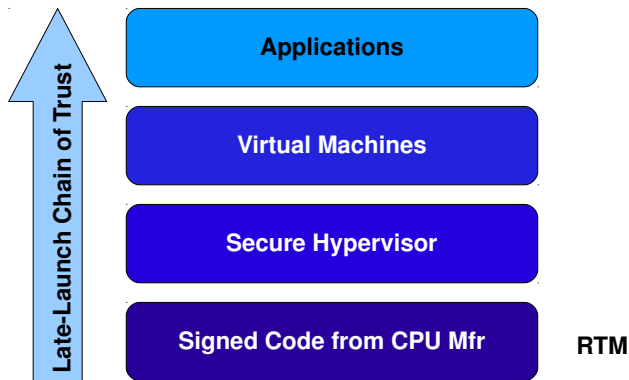 Late-Launch Chain of Trust
Applications
Virtual Machines
Secure Hypervisor
Signed Code from CPU Mfr
RTM